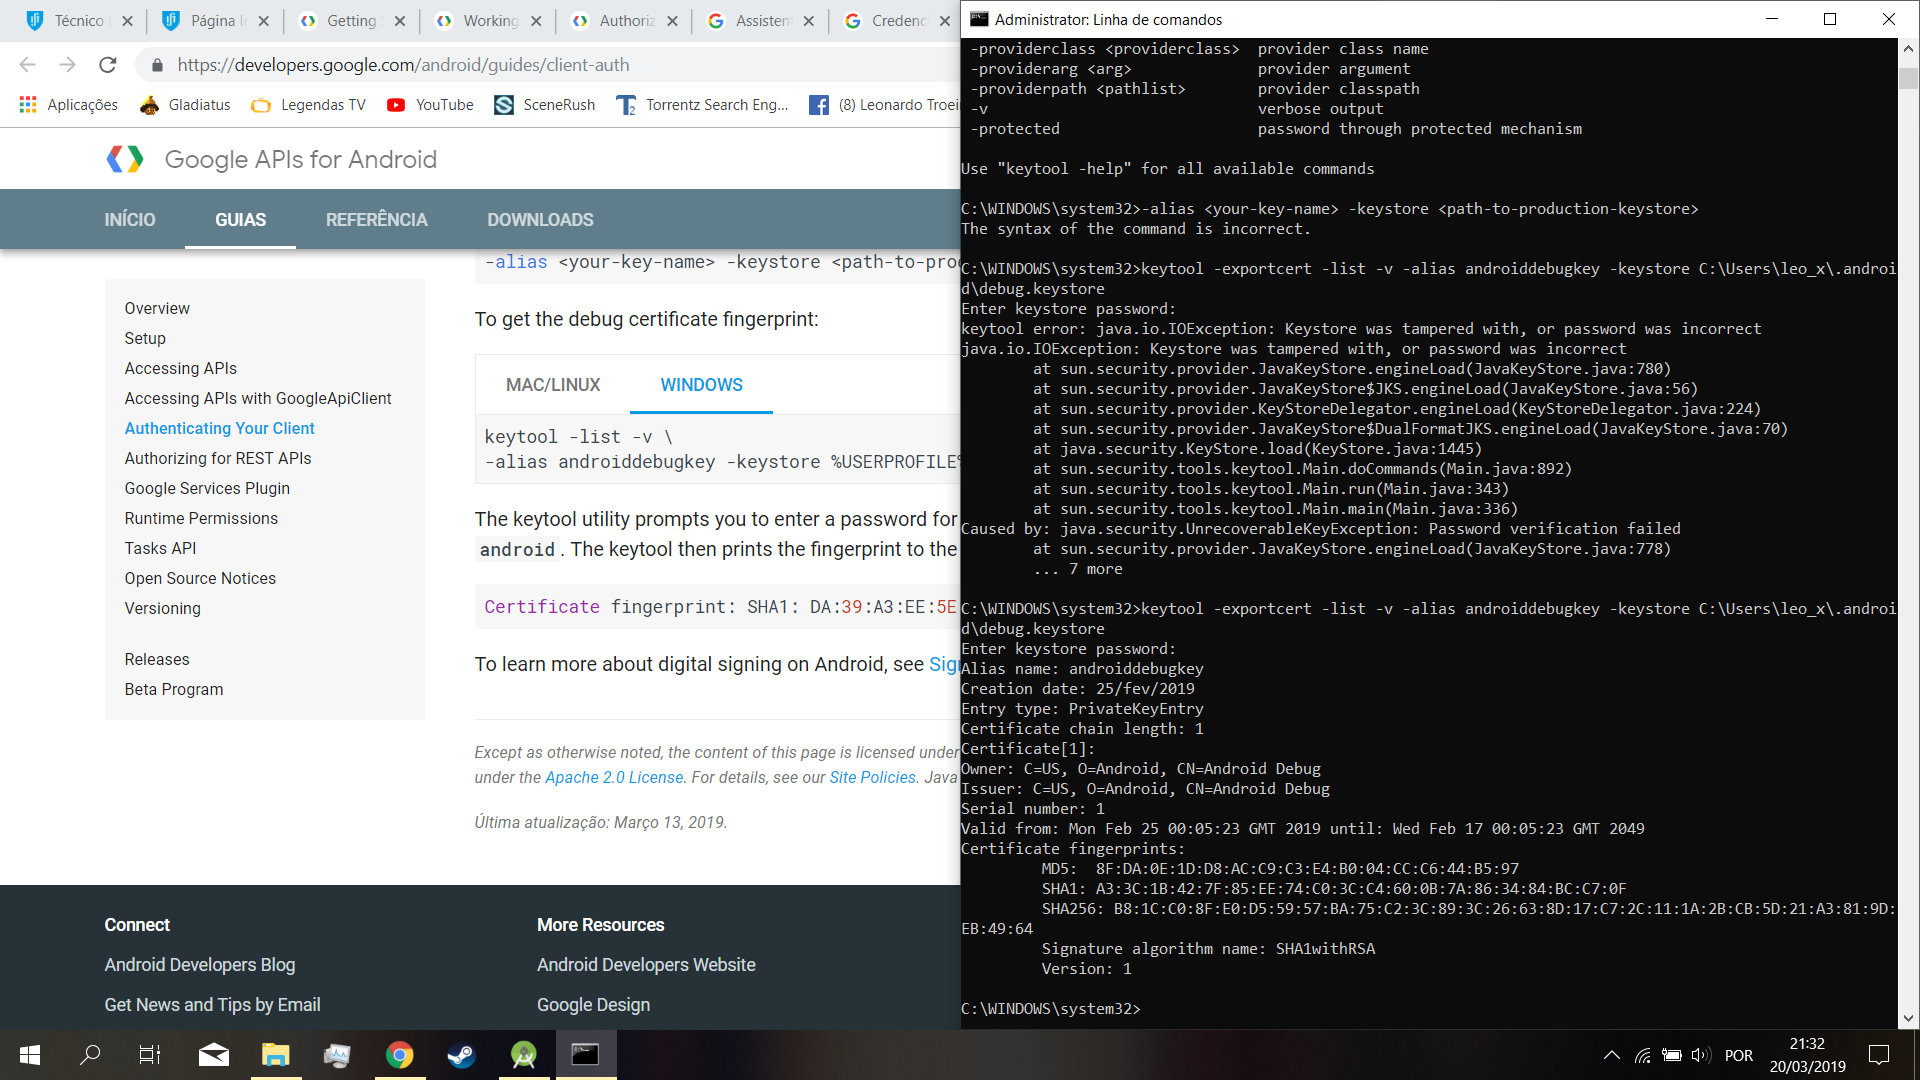 Técnico
Página In
Getting
Working
Authoriz
Assisten
Credenc
https://developers.google.com/android/guides/client-auth
Aplicações
Gladiatus
Legendas TV
YouTube
SceneRush
Torrentz Search Eng...
(8) Leonardo Troei
Google APIs for Android
INÍCIO
GUIAS
REFERÊNCIA
DOWNLOADS
Overview
Setup
Accessing APIs
Accessing APIs with GoogleApiClient
Authenticating Your Client
Authorizing for REST APIs
Google Services Plugin
Runtime Permissions
Tasks API
Open Source Notices
Versioning
Releases
Beta Program
-alias <your-key-name> -keystore <path-to-prod
To get the debug certificate fingerprint:
MAC/LINUX
WINDOWS
keytool -list -v \
-alias androiddebugkey -keystore %USERPROFILE%
The keytool utility prompts you to enter a password for
android . The keytool then prints the fingerprint to the
Certificate fingerprint: SHA1: DA:39:A3:EE:5E
To learn more about digital signing on Android, see Sig
Except as otherwise noted, the content of this page is licensed under
under the Apache 2.0 License. For details, see our Site Policies. Java
Última atualização: Março 13, 2019.
Connect
Android Developers Blog
Get News and Tips by Email
More Resources
Android Developers Website
Google Design
Administrator: Linha de comandos
-providerclass <providerclass>  provider class name
-providerarg <arg>              provider argument
-providerpath <pathlist>        provider classpath
-v                              verbose output
-protected                      password through protected mechanism
Use "keytool -help" for all available commands
C:\WINDOWS\system32>-alias <your-key-name> -keystore <path-to-production-keystore>
The syntax of the command is incorrect.
C:\WINDOWS\system32>keytool -exportcert -list -v -alias androiddebugkey -keystore C:\Users\leo_x\.androi
d\debug.keystore
Enter keystore password:
keytool error: java.io.IOException: Keystore was tampered with, or password was incorrect
java.io.IOException: Keystore was tampered with, or password was incorrect
at sun.security.provider.JavaKeyStore.engineLoad(JavaKeyStore.java:780)
at sun.security.provider.JavaKeyStore$JKS.engineLoad(JavaKeyStore.java:56)
at sun.security.provider.KeyStoreDelegator.engineLoad(KeyStoreDelegator.java:224)
at sun.security.provider.JavaKeyStore$DualFormatJKS.engineLoad(JavaKeyStore.java:70)
at java.security.KeyStore.load(KeyStore.java:1445)
at sun.security.tools.keytool.Main.doCommands(Main.java:892)
at sun.security.tools.keytool.Main.run(Main.java:343)
at sun.security.tools.keytool.Main.main(Main.java:336)
Caused by: java.security.UnrecoverableKeyException: Password verification failed
at sun.security.provider.JavaKeyStore.engineLoad(JavaKeyStore.java:778)
... 7 more
C:\WINDOWS\system32>keytool -exportcert -list -v -alias androiddebugkey -keystore C:\Users\leo_x\.androi
d\debug.keystore
Enter keystore password:
Alias name: androiddebugkey
Creation date: 25/fev/2019
Entry type: PrivateKeyEntry
Certificate chain length: 1
Certificate[1]:
Owner: C=US, O=Android, CN=Android Debug
Issuer: C=US, O=Android, CN=Android Debug
Serial number: 1
Valid from: Mon Feb 25 00:05:23 GMT 2019 until: Wed Feb 17 00:05:23 GMT 2049
Certificate fingerprints:
MD5:  8F:DA:0E:1D:D8:AC:C9:C3:E4:B0:04:CC:C6:44:B5:97
SHA1: A3:3C:1B:42:7F:85:EE:74:C0:3C:C4:60:0B:7A:86:34:84:BC:C7:0F
SHA256: B8:1C:C0:8F:E0:D5:59:57:BA:75:C2:3C:89:3C:26:63:8D:17:C7:2C:11:1A:2B:CB:5D:21:A3:81:9D:
EB:49:64
Signature algorithm name: SHA1withRSA
Version: 1
C:\WINDOWS\system32>
POR
21:32
20/03/2019